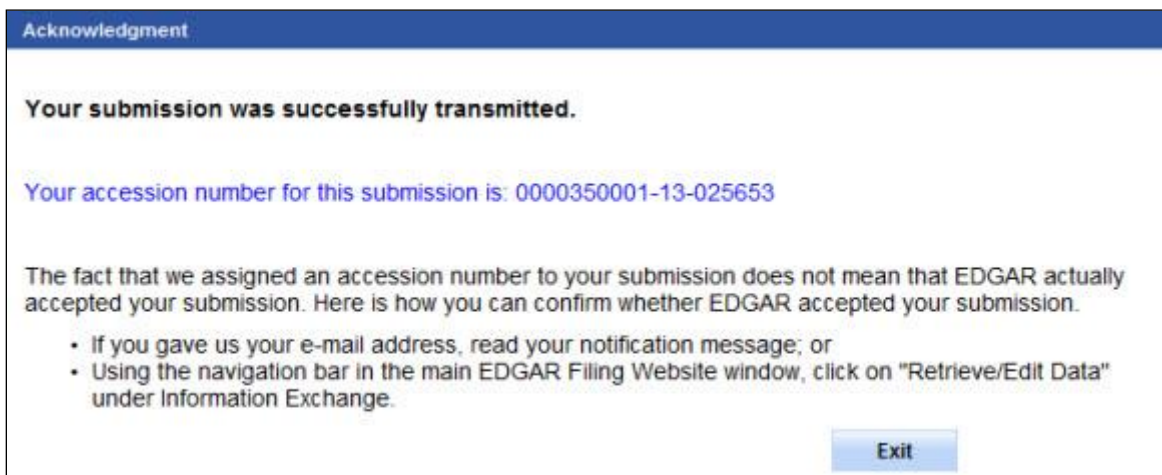 Acknowledgment
Your submission was successfully transmitted.
Your accession number for this submission is: 0000350001-13-025653
The fact that we assigned an accession number to your submission does not mean that EDGAR actually
accepted your submission. Here is how you can confirm whether EDGAR accepted your submission.
• If you gave us your e-mail address, read your notification message; or
• Using the navigation bar in the main EDGAR Filing Website window, click on "Retrieve/Edit Data"
under Information Exchange.
Exit